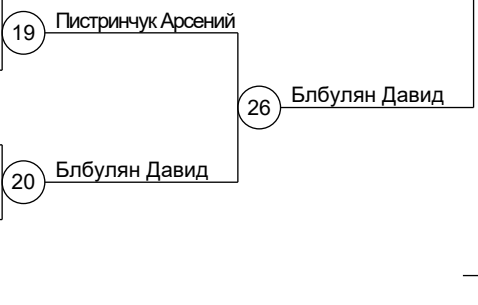 19 Пистринчук Арсений
26 Блбулян Давид
20 Блбулян Давид